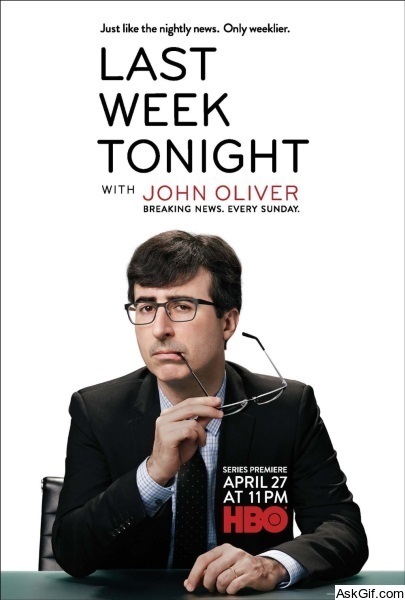 Just like the nightly news. Only weeklier.
LAST
WEEK
TONIGHT
WITH JOHN OLIVER
BREAKING NEWS. EVERY SUNDAY.
SERIES PREMIERE
APRIL 27
AT 11PM
HBO
AskGif.com